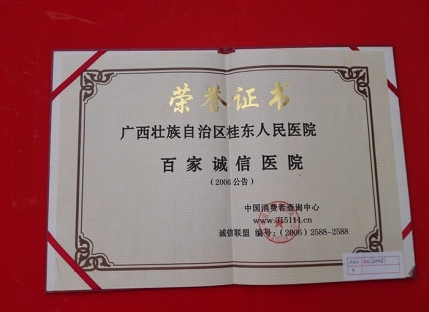 荣誉证书
广西壮族自治区桂东人民医院
百家诚信医院
(2006公告)
中国消费者查询中心
www.315114.cn
诚信联盟 编号:(2006)2588-2588